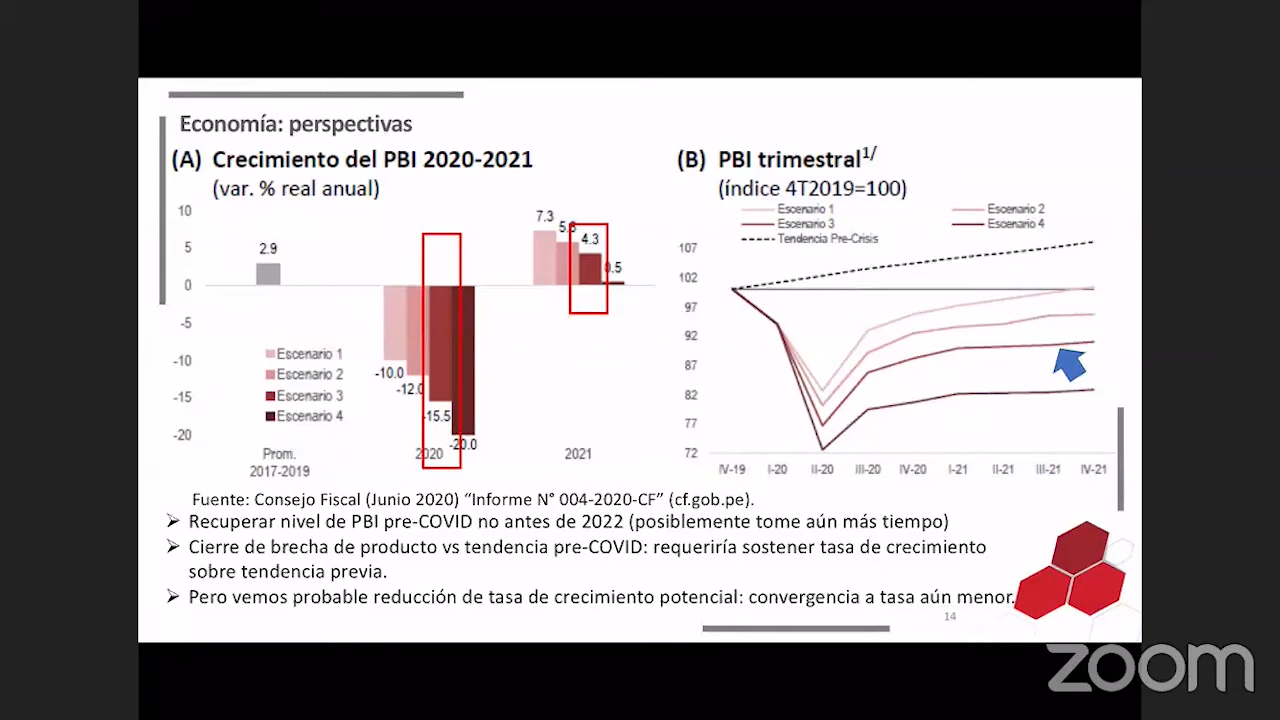 Economía: perspectivas
(A) Crecimiento del PBI 2020-2021
(var. % real anual)
10
5
0
-5
-10
-15
-20
2.9
-10.0
-12.0
-15.5
-20.0
7.3
4.3
0.5
Escenario 1
Escenario 2
Escenario 3
Escenario 4
Prom.
2017-2019
2020
2021
(B) PBI trimestral1/
(índice 4T2019=100)
Escenario 1
Escenario 2
Escenario 3
Escenario 4
Tendencia Pre-Crisis
107
102
97
92
87
82
77
72
IV-19 I-20 II-20 III-20 IV-20 I-21 II-21 III-21 IV-21
Fuente: Consejo Fiscal (Junio 2020) “Informe N° 004-2020-CF” (cf.gob.pe).
➢ Recuperar nivel de PBI pre-COVID no antes de 2022 (posiblemente tome aún más tiempo)
➢ Cierre de brecha de producto vs tendencia pre-COVID: requeriría sostener tasa de crecimiento
sobre tendencia previa.
➢ Pero vemos probable reducción de tasa de crecimiento potencial: convergencia a tasa aún menor.
14
zoom